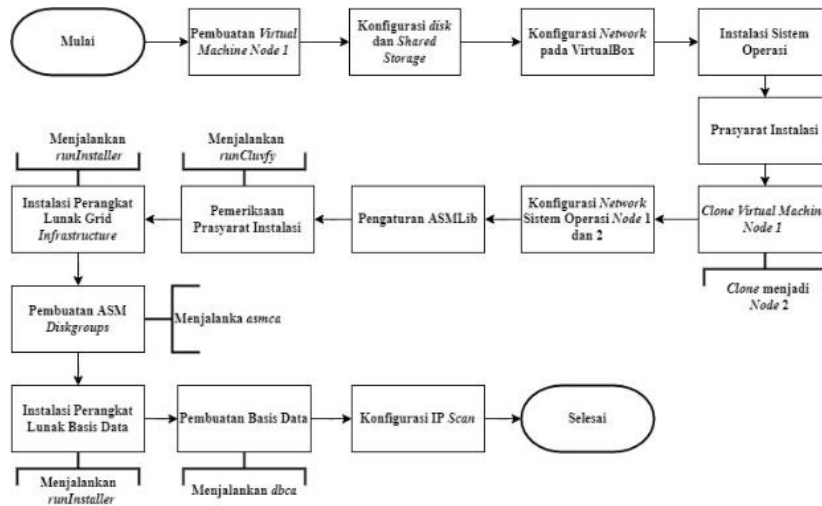 Mulai
Pembuatan Virtual
Machine Node 1
Konfigurasi disk
dan Shared
Storage
Konfigurasi Network
pada VirtualBox
Instalasi Sistem
Operasi
Prasyarat Instalasi
Clone Virtual Machine
Node 1
Clone menjadi
Node 2
Konfigurasi Network
Sistem Operasi Node 1
dan 2
Pengaturan ASMLib
Menjalankan
runCluvfy
Pemeriksaan
Prasyarat Instalasi
Menjalankan
runInstaller
Instalasi Perangkat
Lunak Grid
Infrastructure
Pembuatan ASM
Diskgroups
Menjalanka asmca
Instalasi Perangkat
Lunak Basis Data
Menjalankan
runInstaller
Pembuatan Basis Data
Menjalankan dbca
Konfigurasi IP Scan
Selesai